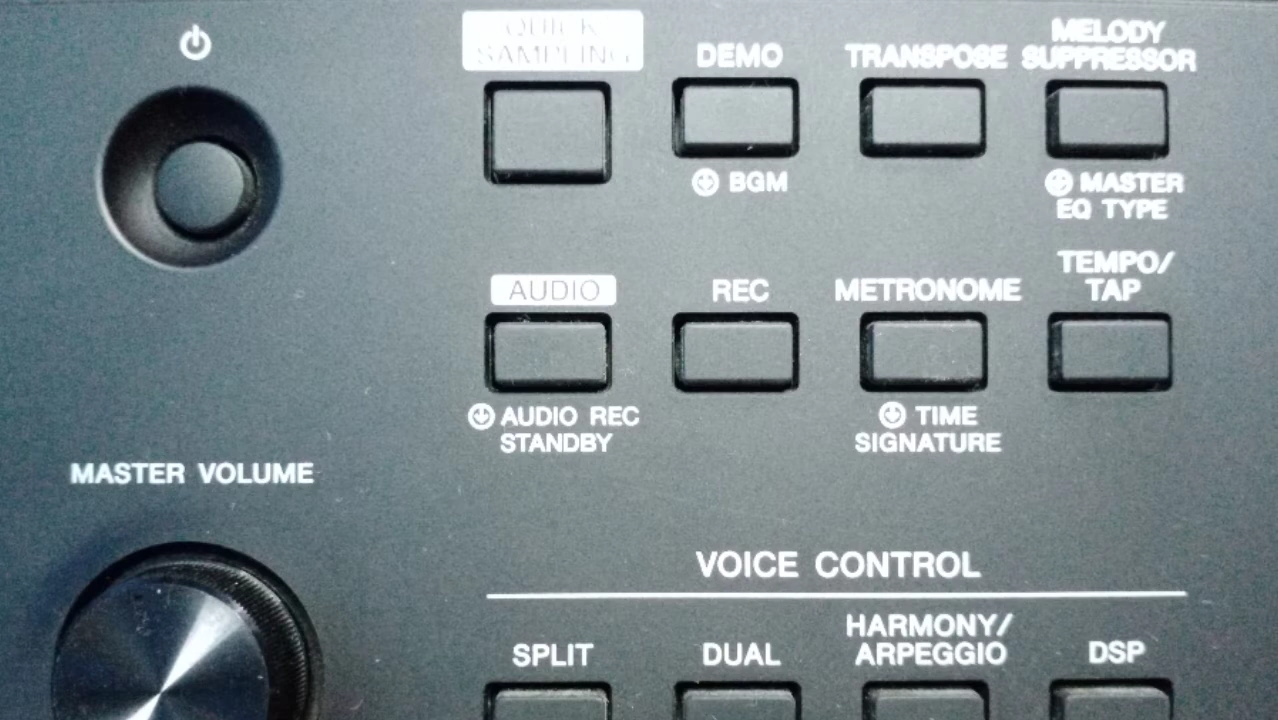 QUICK
SAMPLING
DEMO
TRANSPOSE
MELODY
SUPPRESSOR
BGM
MASTER
EQ TYPE
AUDIO
REC
METRONOME
TEMPO/
TAP
AUDIO REC
STANDBY
TIME
SIGNATURE
MASTER VOLUME
VOICE CONTROL
SPLIT
DUAL
HARMONY/
ARPEGGIO
DSP